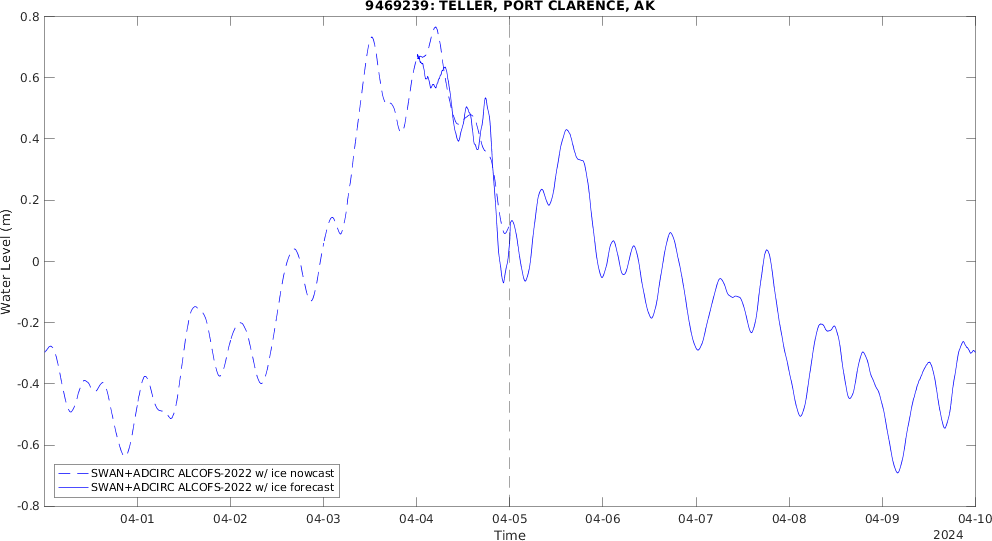 9469239: TELLER, PORT CLARENCE, AK
Water Level (m)
0.8
0.6
0.4
0.2
0
-0.2
-0.4
-0.6
-0.8
SWAN+ADCIRC ALCOFS-2022 w/ ice nowcast
SWAN+ADCIRC ALCOFS-2022 w/ ice forecast
04-01 04-02 04-03 04-04 04-05 04-06 04-07 04-08 04-09 04-10
Time
2024